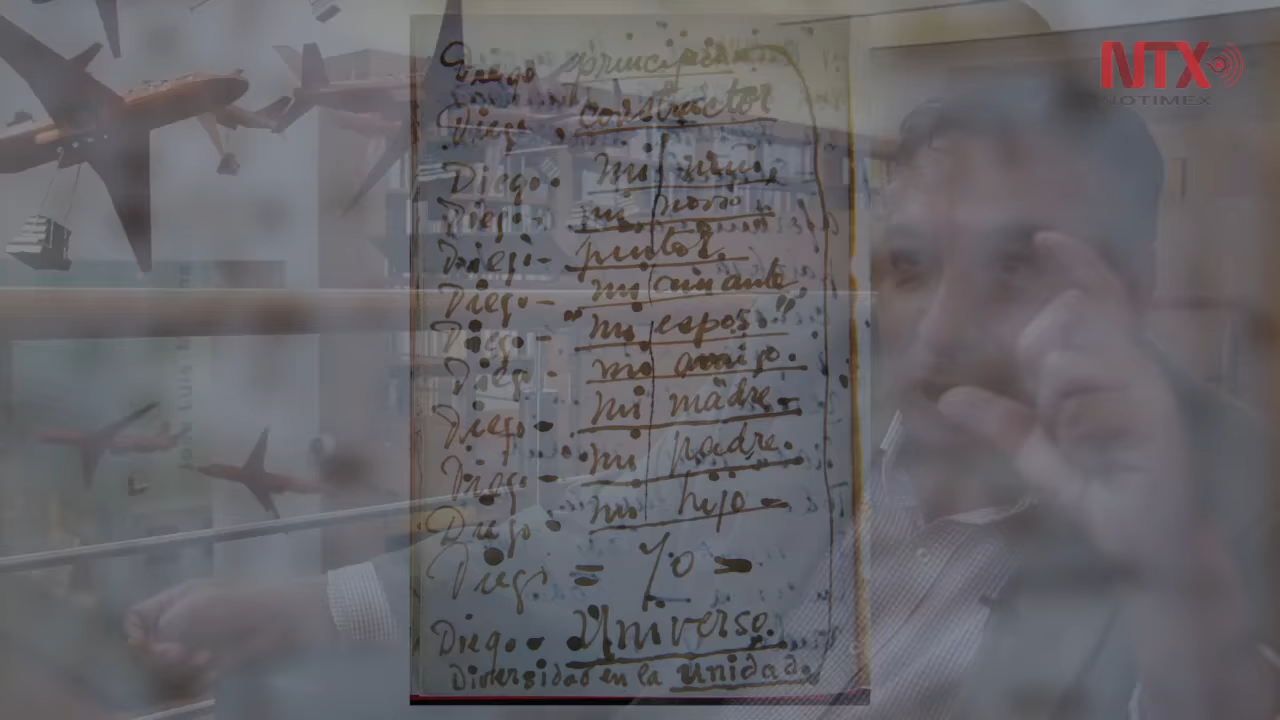 Diego principio
Diego. constructor
Diego. mi niño,
Diego- mi novio
Diego- pintor.
Diego- mi amante.
Diego- "mi esposo"
Diego- mi amigo.
Diego- mi mädre-
Diego- mi padre.
Diego. mi hijo-
Diego = Yo -
Diego- Universo.
Diversidad en la unidad.
NTX
NOTIMEX